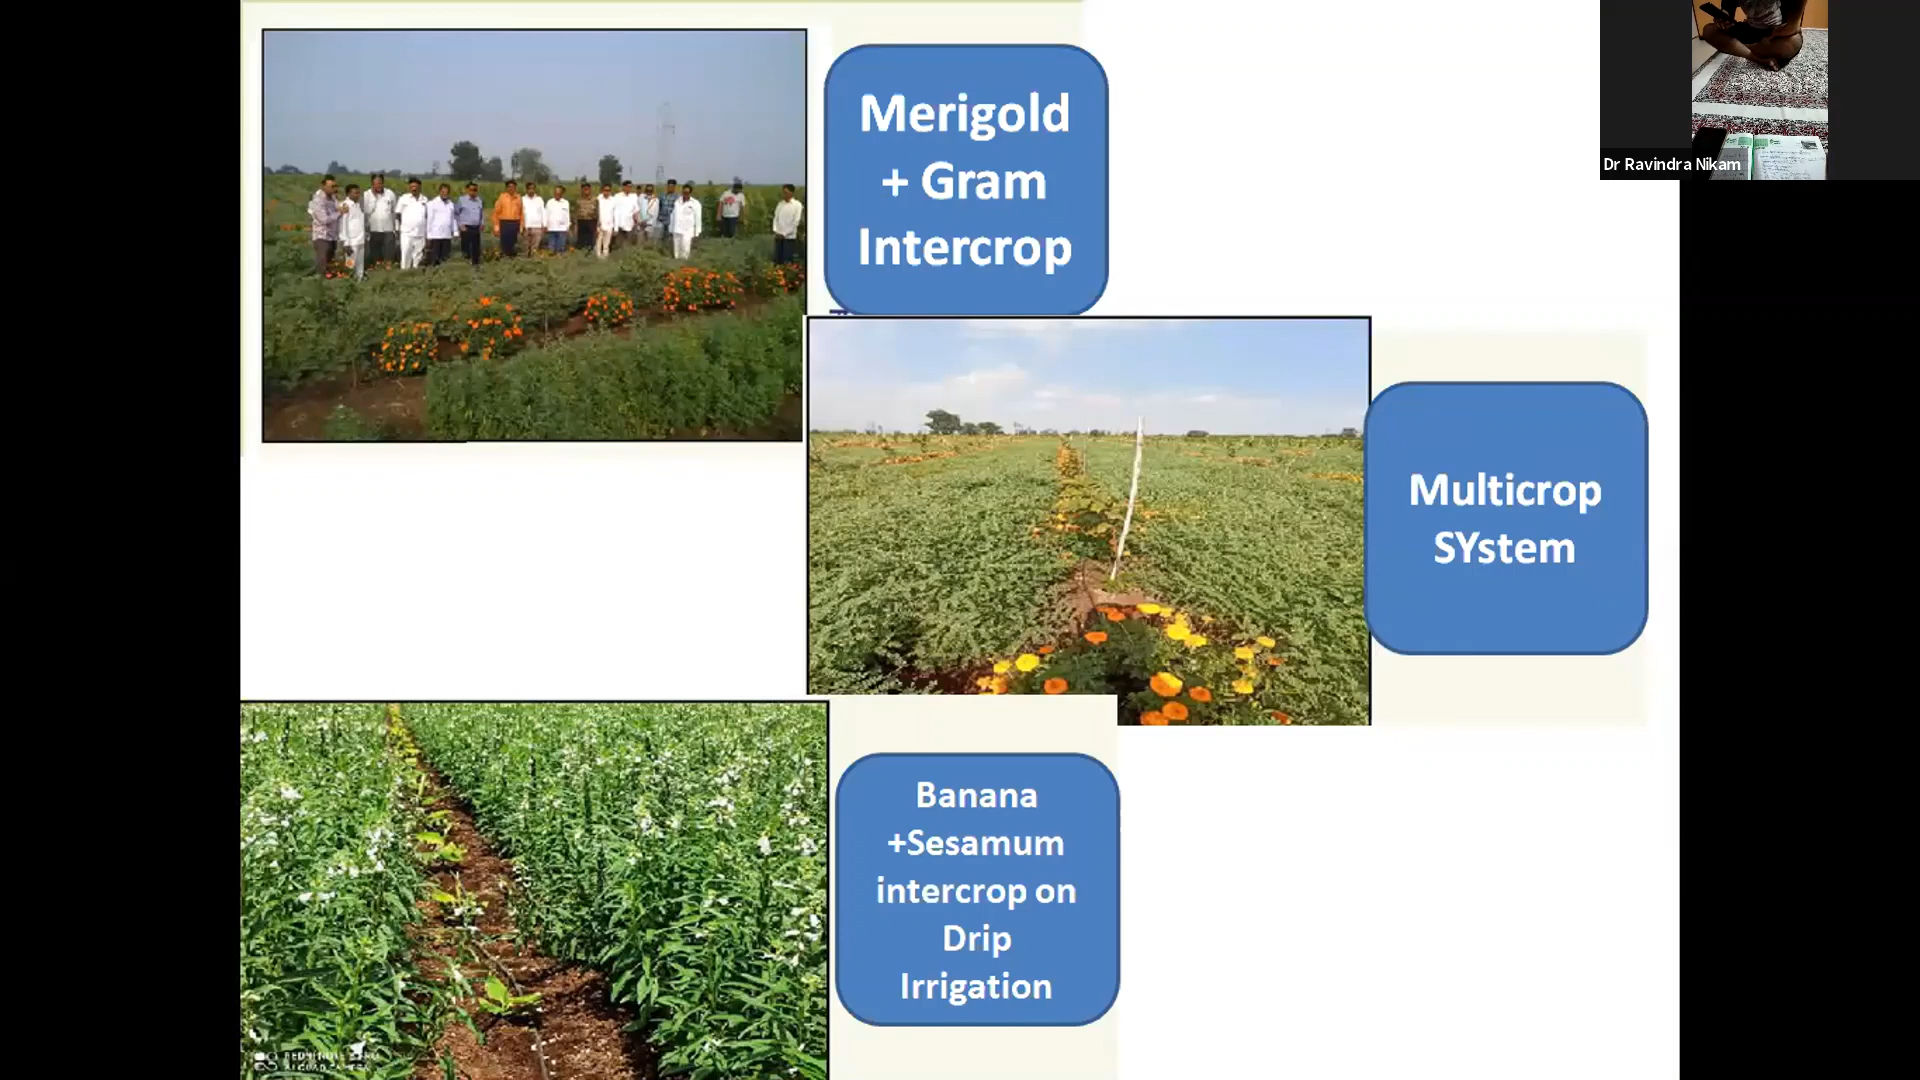 Merigold
+ Gram
Intercrop
Dr Ravindra Nikam
Multicrop
SYstem
Banana
+Sesamum
intercrop on
Drip
Irrigation